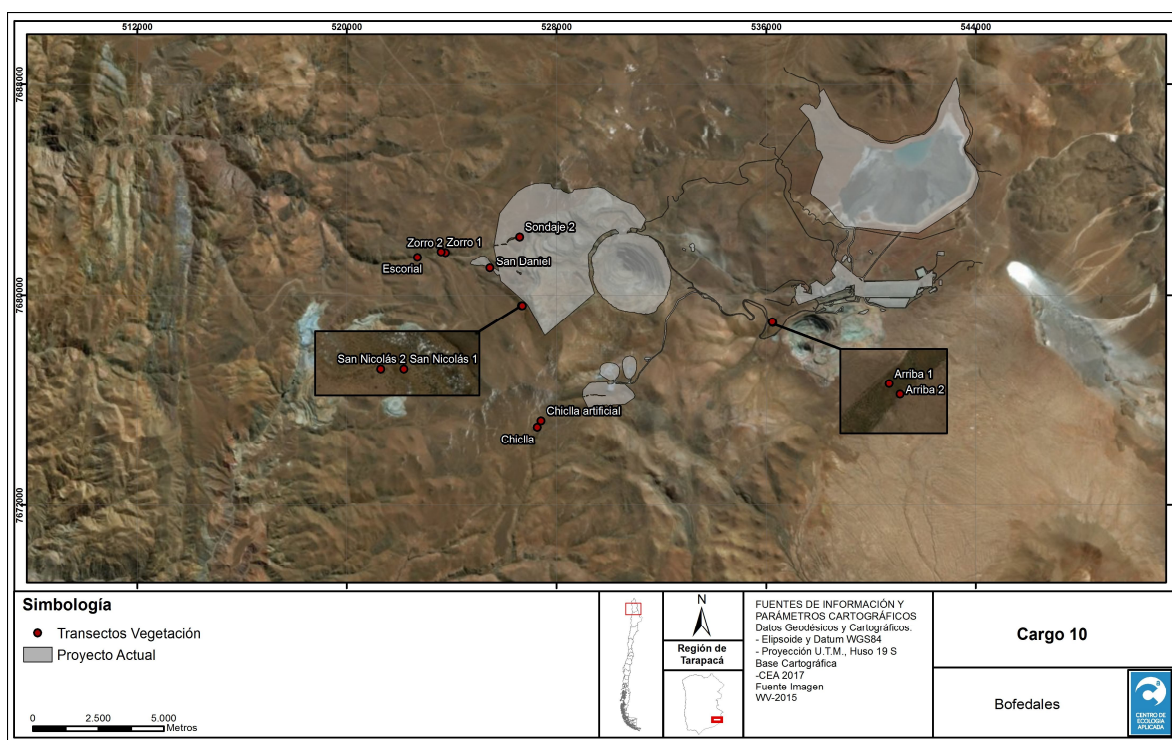 512000
520000
528000
536000
544000
7688000
7680000
7672000
Sondaje 2
Zorro 2
Zorro 1
Escorial
San Daniel
San Nicolás 2
San Nicolás 1
Arriba 1
Arriba 2
Chiclla artificial
Chiclla
Simbología
Transectos Vegetación
Proyecto Actual
0
2.500
5.000
Metros
N
Región de
Tarapacá
FUENTES DE INFORMACIÓN Y
PARÁMETROS CARTOGRÁFICOS
Datos Geodésicos y Cartográficos.
- Elipsoide y Datum WGS84
- Proyección U.T.M., Huso 19 S
Base Cartográfica
-CEA 2017
Fuente Imagen
WV-2015
Cargo 10
Bofedales
CENTRO DE
ECOLOGÍA
APLICADA